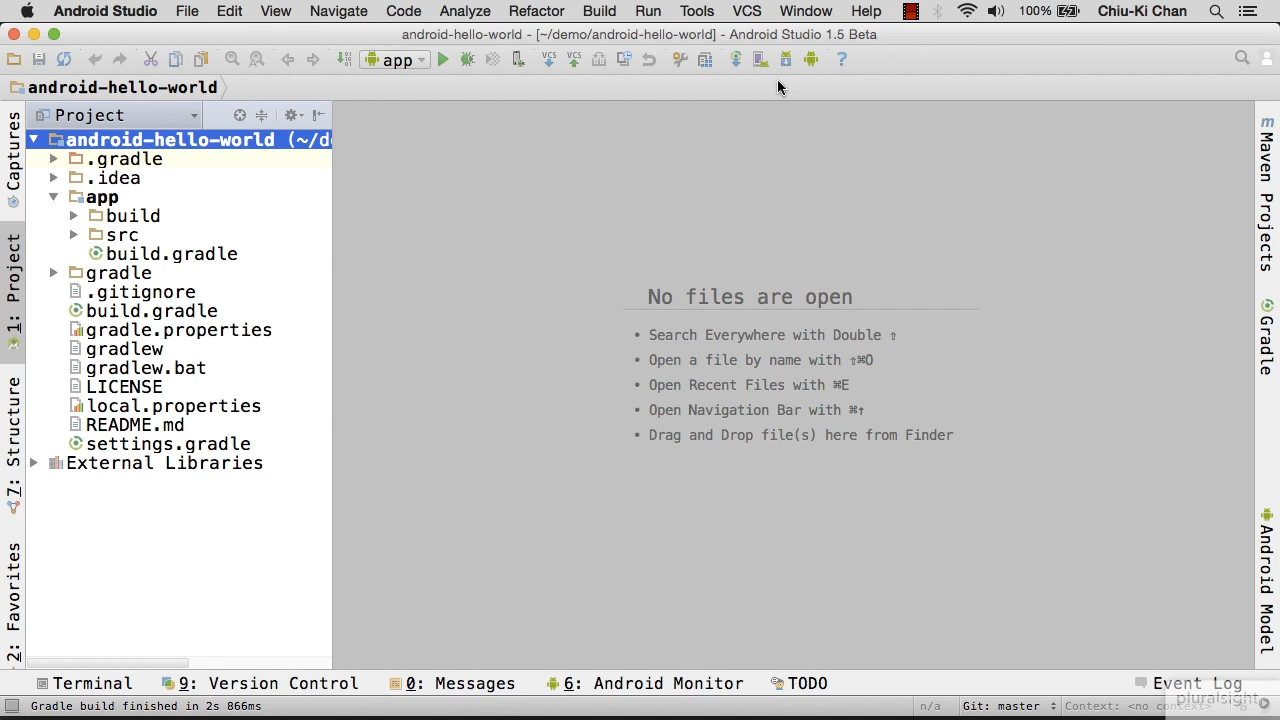 Android Studio File Edit View Navigate Code Analyze Refactor Build Run Tools VCS Window Help 100% Chiu-Ki Chan
android-hello-world - [~/demo/android-hello-world] - Android Studio 1.5 Beta
app VCS VCS ?
android-hello-world
Project
android-hello-world (~/de
.gradle
.idea
app
build
src
build.gradle
gradle
.gitignore
build.gradle
gradle.properties
gradlew
gradlew.bat
LICENSE
local.properties
README.md
settings.gradle
External Libraries
Captures
1: Project
7: Structure
2: Favorites
No files are open
• Search Everywhere with Double ⇧
• Open a file by name with ⇧⌘O
• Open Recent Files with ⌘E
• Open Navigation Bar with ⌘↑
• Drag and Drop file(s) here from Finder
m Maven Projects
Gradle
Android Model
Terminal 9: Version Control 0: Messages 6: Android Monitor TODO Event Log
Gradle build finished in 2s 866ms n/a Git: master Context: <no context>
pluralsight